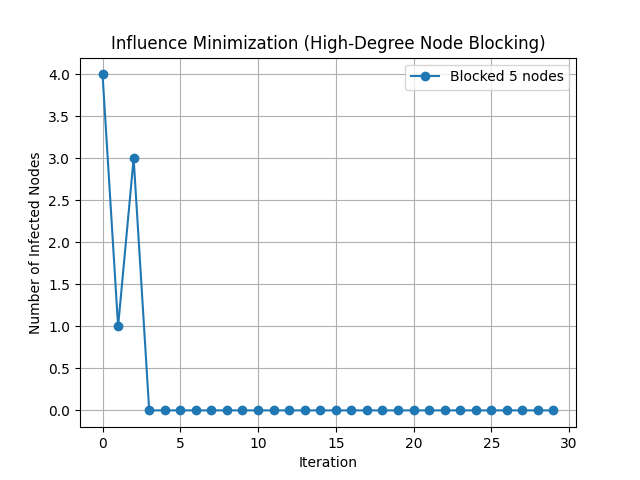 Influence Minimization (High-Degree Node Blocking)
Blocked 5 nodes
Number of Infected Nodes
4.0
3.5
3.0
2.5
2.0
1.5
1.0
0.5
0.0
0 5 10 15 20 25 30
Iteration